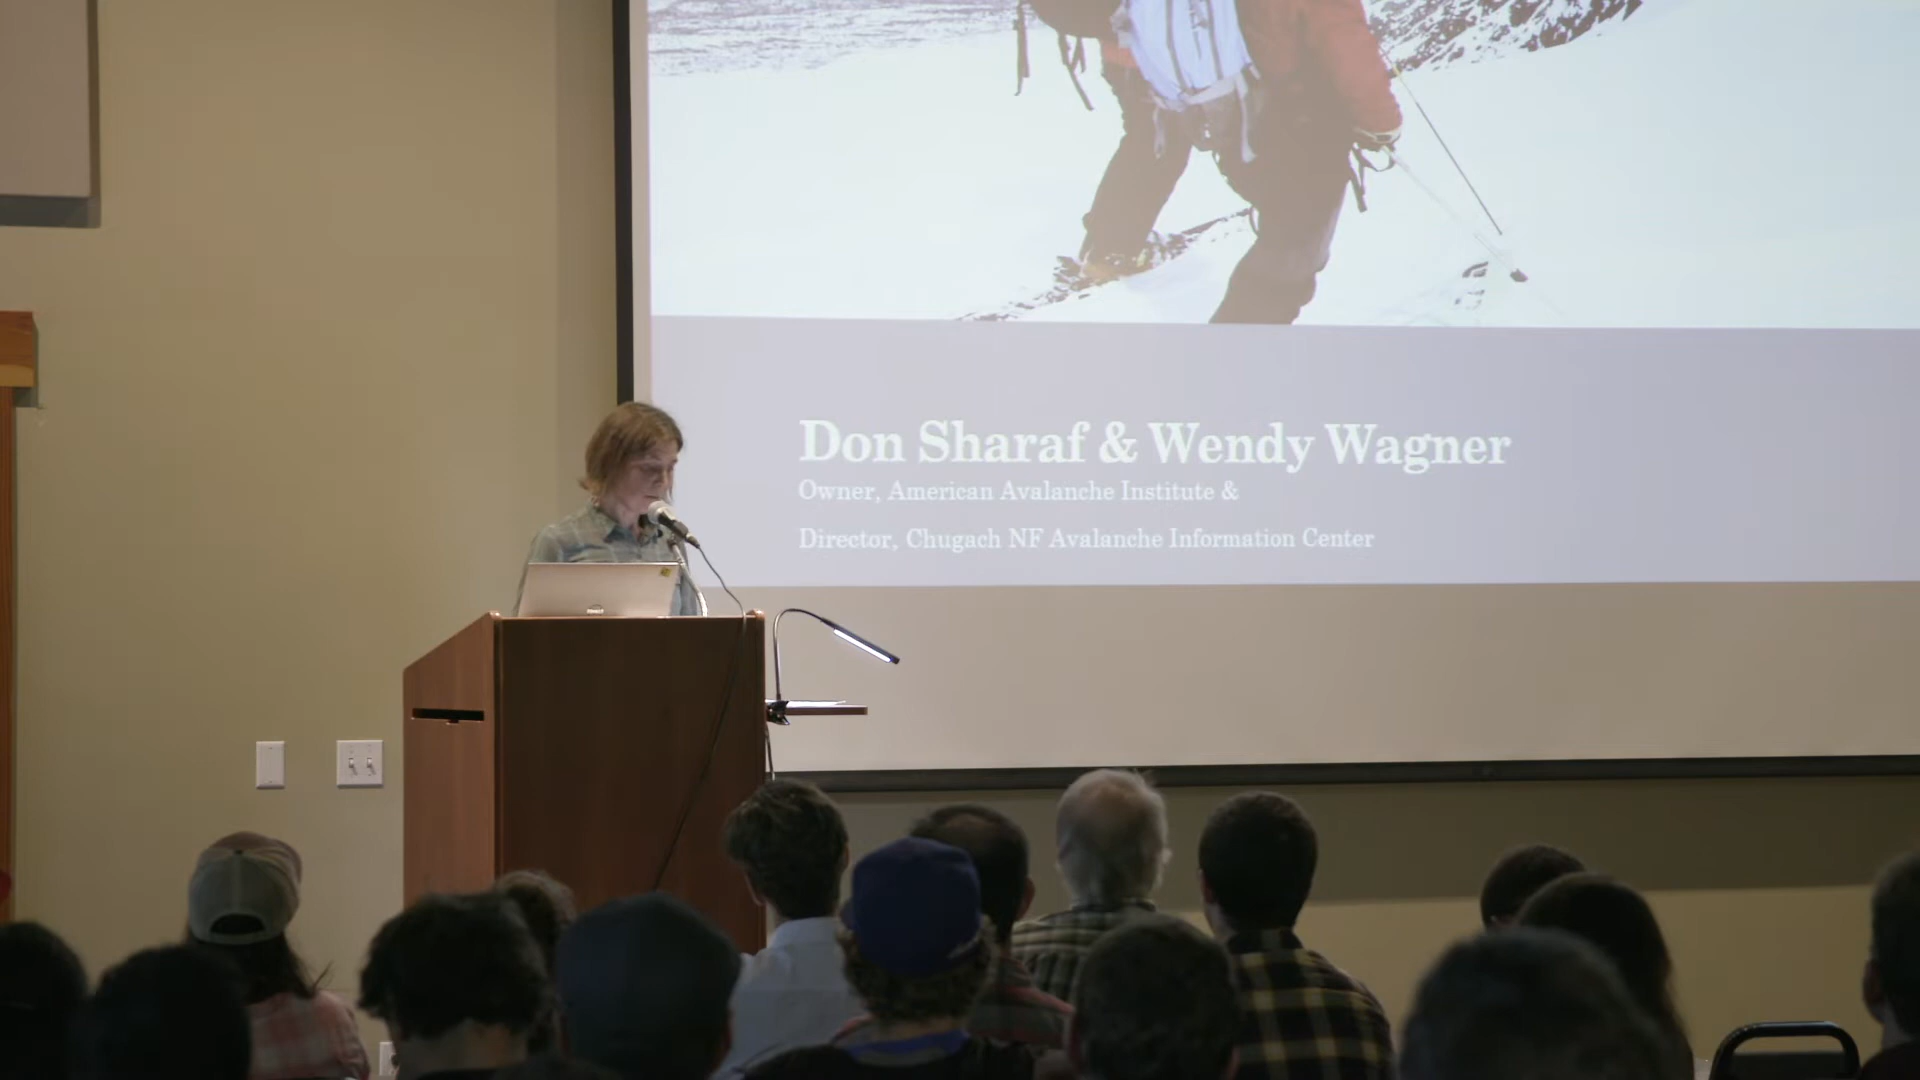 Don Sharaf & Wendy Wagner
Owner, American Avalanche Institute &
Director, Chugach NF Avalanche Information Center